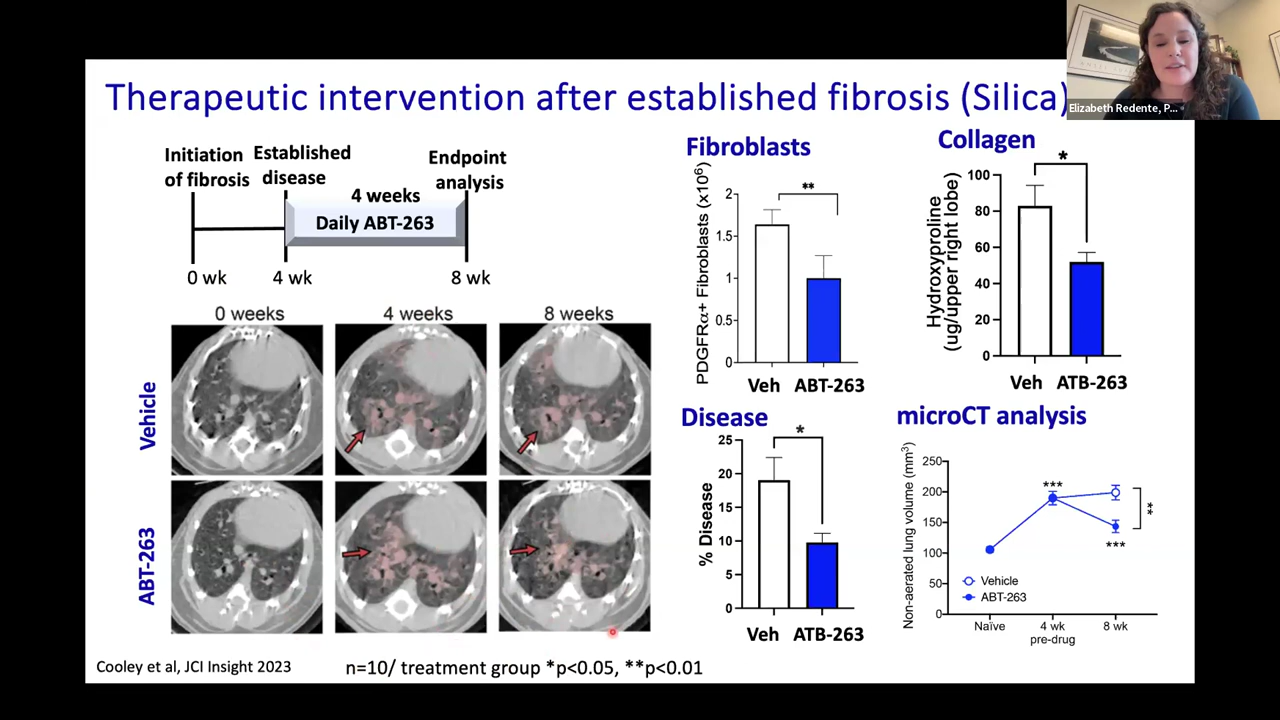 Therapeutic intervention after established fibrosis (Silica)
Elizabeth Redente, P...
Initiation
of fibrosis
Established
disease
Endpoint
analysis
4 weeks
Daily ABT-263
0 wk
4 wk
8 wk
0 weeks
4 weeks
8 weeks
Vehicle
ABT-263
Fibroblasts
PDGFRα+ Fibroblasts (x10⁶)
2
1.5
1
0.5
0
**
Veh
ABT-263
Collagen
Hydroxyproline
(ug/upper right lobe)
100
80
60
40
20
0
*
Veh
ATB-263
Disease
% Disease
25
20
15
10
5
0
*
Veh
ATB-263
microCT analysis
Non-aerated lung volume (mm³)
250
200
150
100
50
0
***
**
***
Vehicle
ABT-263
Naïve
4 wk
pre-drug
8 wk
Cooley et al, JCI Insight 2023
n=10/ treatment group *p<0.05, **p<0.01